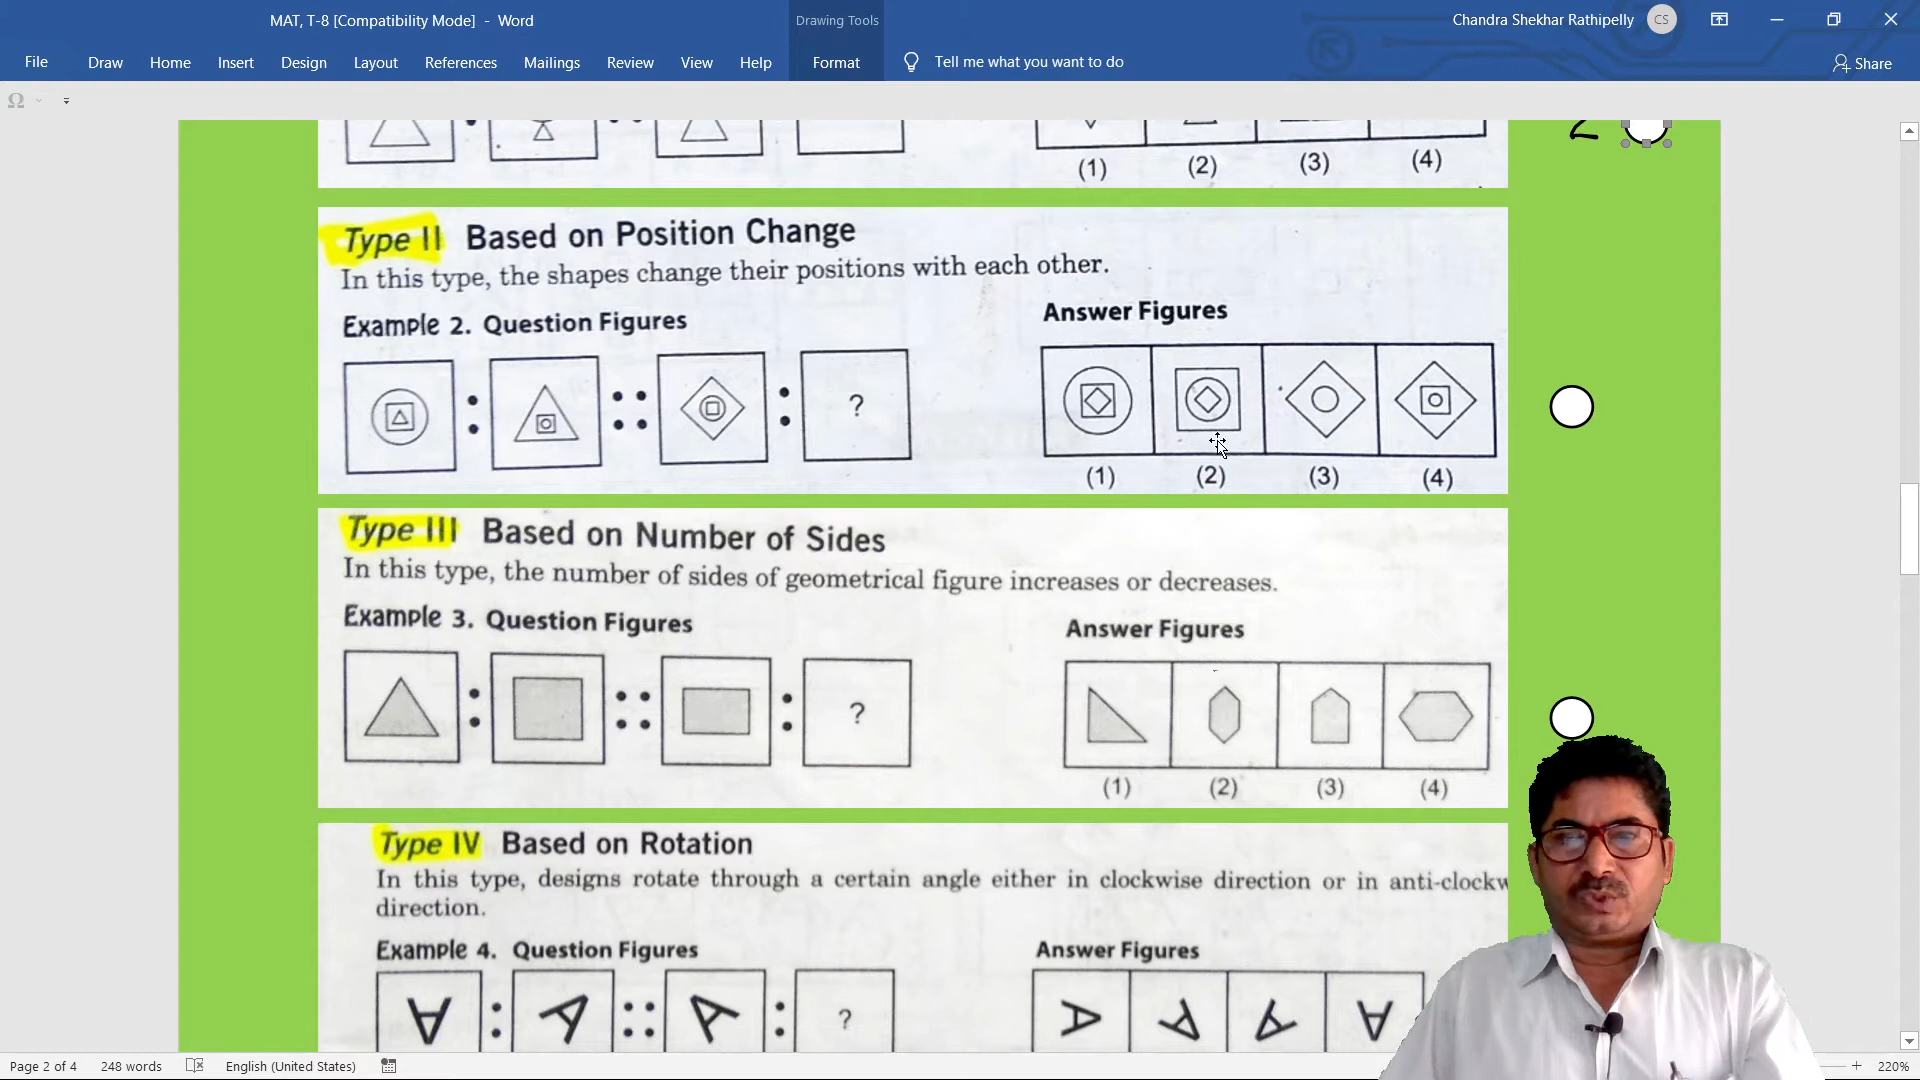 MAT, T-8 [Compatibility Mode] - Word
Drawing Tools
Chandra Shekhar Rathipelly
CS
File
Draw
Home
Insert
Design
Layout
References
Mailings
Review
View
Help
Format
Tell me what you want to do
Share
Ω
2
(1) (2) (3) (4)
Type II Based on Position Change
In this type, the shapes change their positions with each other.
Example 2. Question Figures
Answer Figures
: :: : ?
(1) (2) (3) (4)
Type III Based on Number of Sides
In this type, the number of sides of geometrical figure increases or decreases.
Example 3. Question Figures
Answer Figures
: :: : ?
(1) (2) (3) (4)
Type IV Based on Rotation
In this type, designs rotate through a certain angle either in clockwise direction or in anti-clockw
direction.
Example 4. Question Figures
Answer Figures
A : A :: A : ?
A A A A
Page 2 of 4
248 words
English (United States)
+ 220%